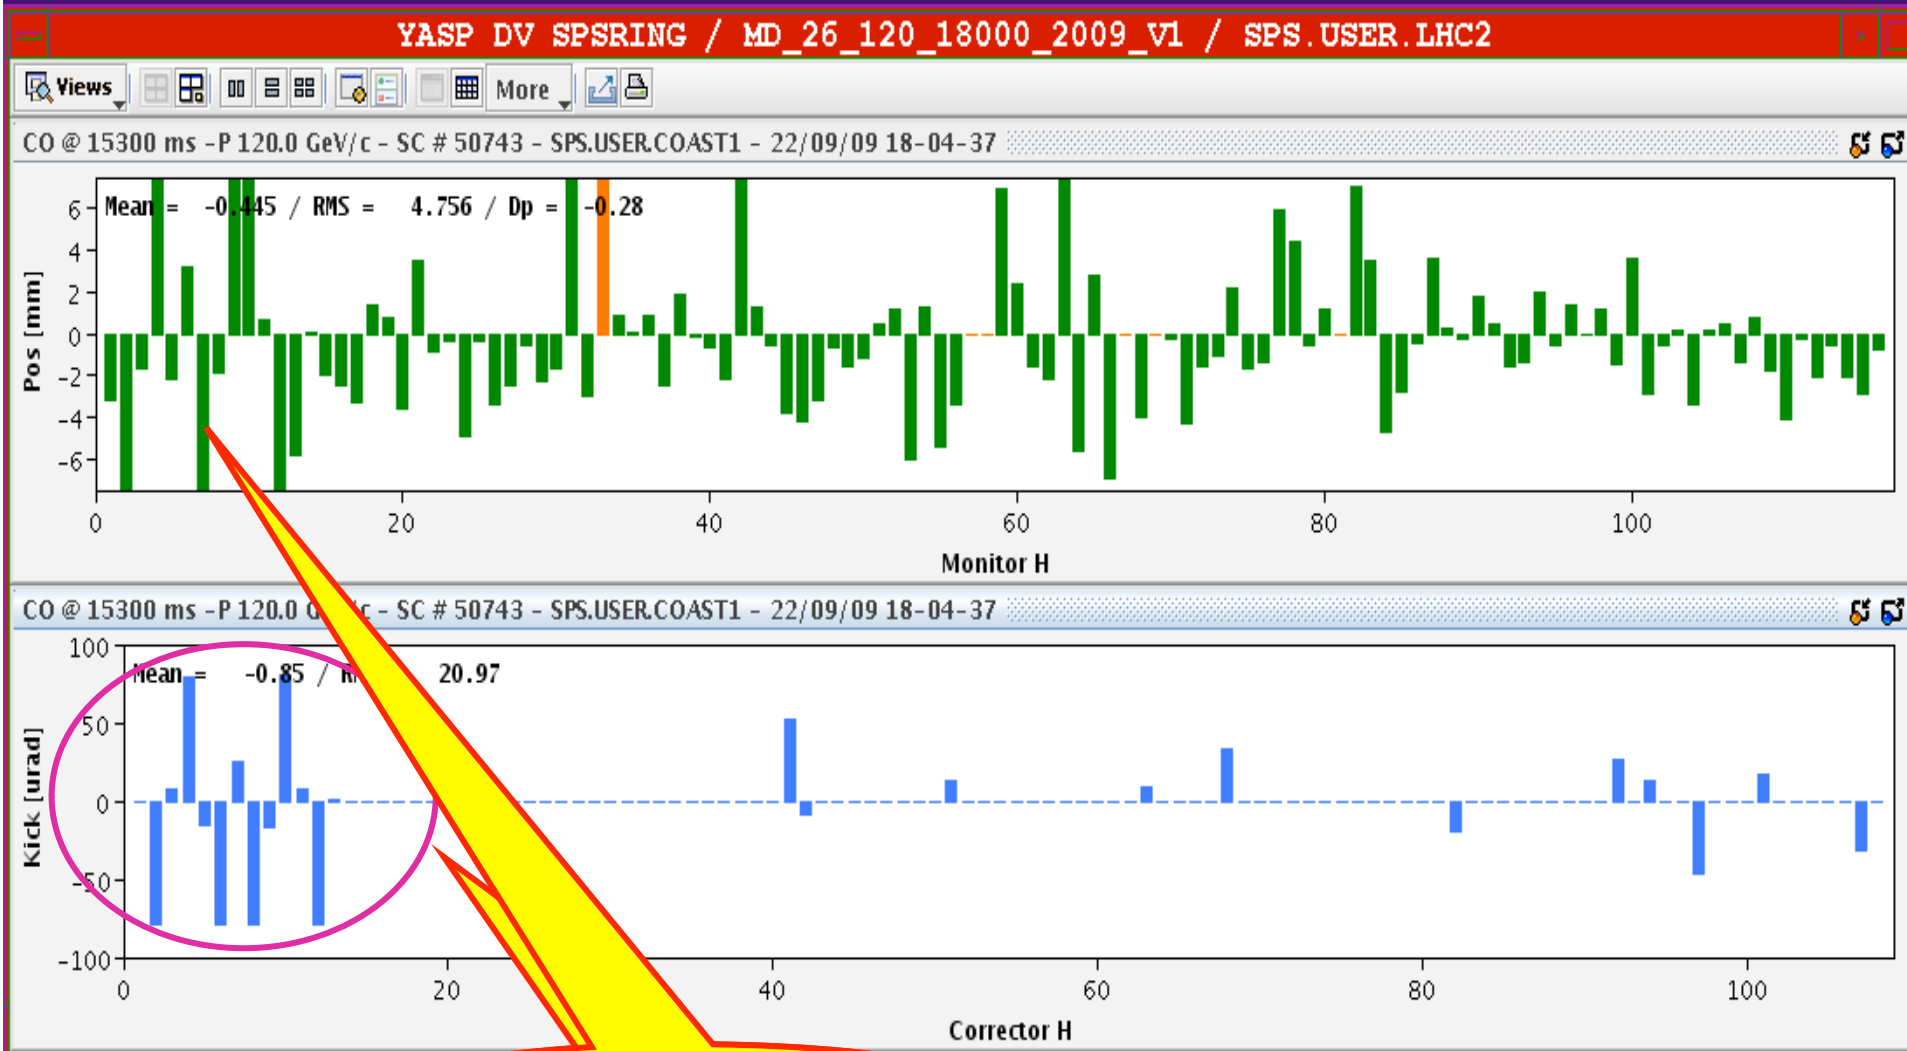 YASP DV SPSRING / MD_26_120_18000_2009_V1 / SPS.USER.LHC2
Views More
CO @ 15300 ms -P 120.0 GeV/c - SC # 50743 - SPS.USER.COAST1 - 22/09/09 18-04-37
Mean = -0.445 / RMS = 4.756 / Dp = -0.28
Pos [mm]
6
4
2
0
-2
-4
-6
0 20 40 60 80 100
Monitor H
CO @ 15300 ms -P 120.0 /c - SC # 50743 - SPS.USER.COAST1 - 22/09/09 18-04-37
Mean = -0.85 / 20.97
Kick [urad]
100
50
0
-50
-100
0 20 40 60 80 100
Corrector H